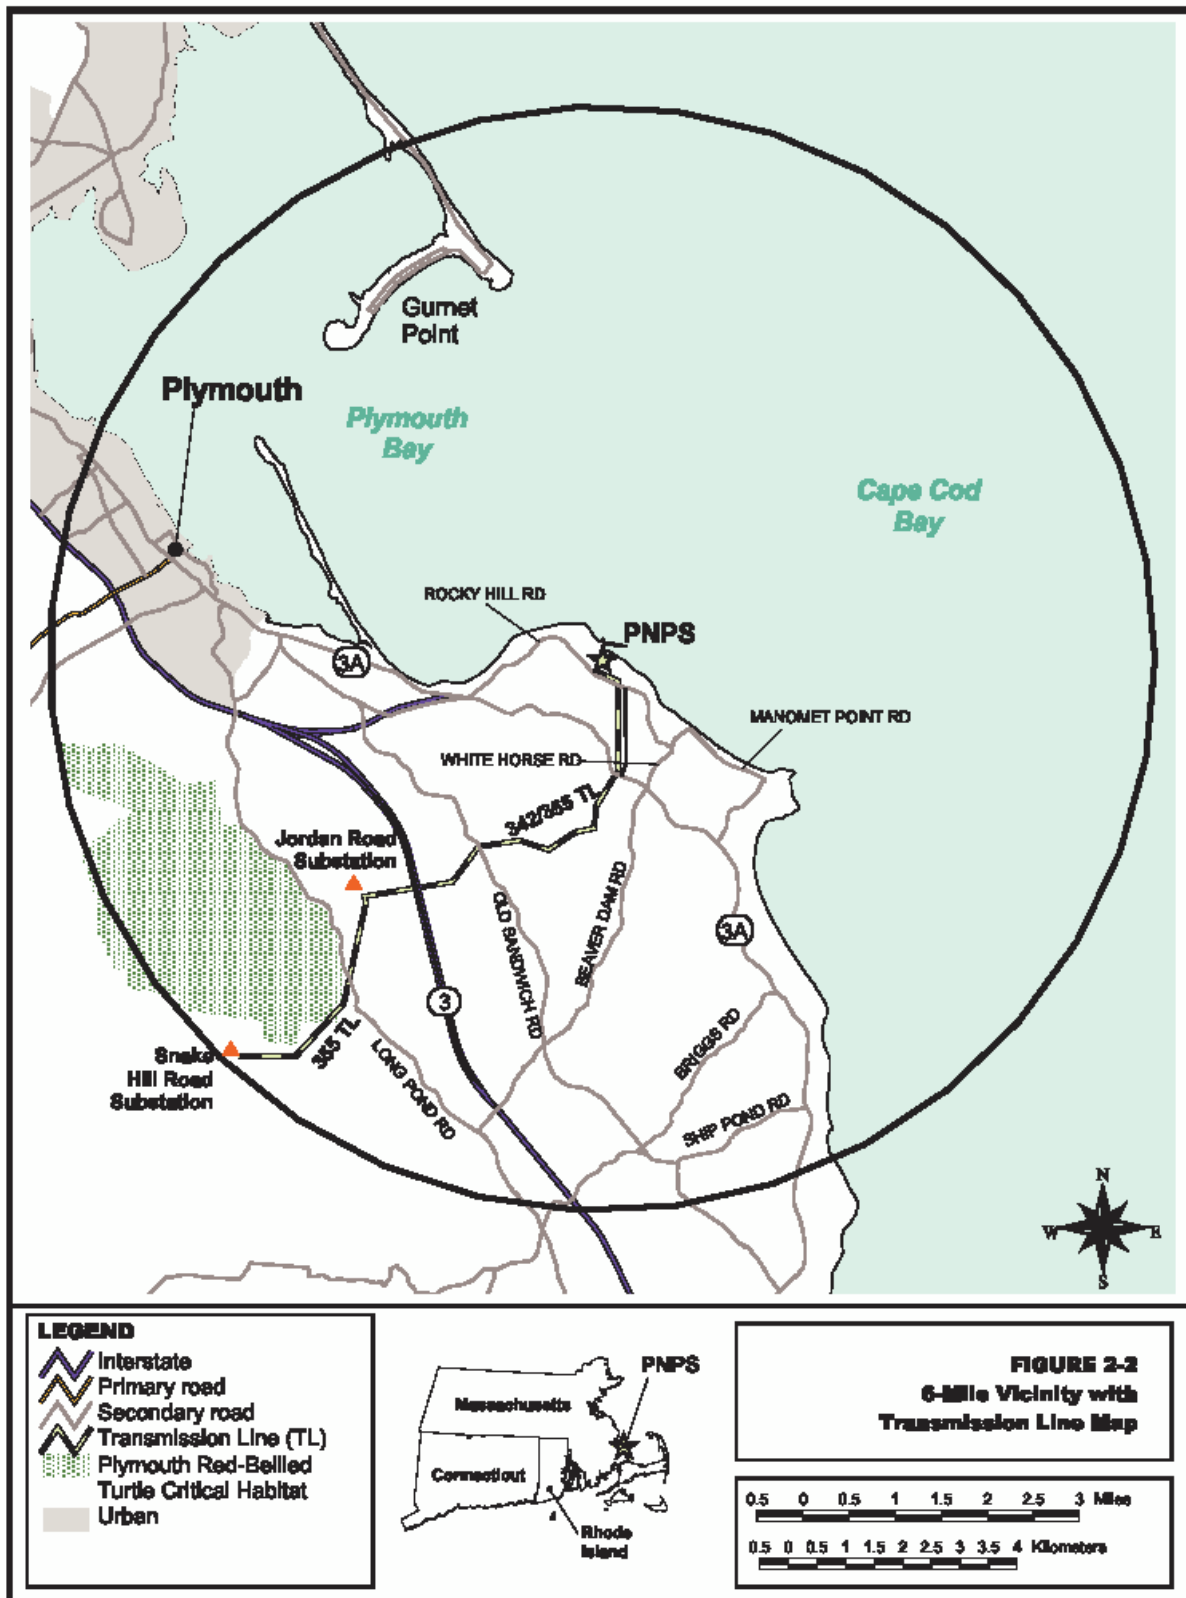 Gurnet
Point
Plymouth
Plymouth
Bay
Cape Cod
Bay
ROCKY HILL RD
PNPS
3A
MANOMET POINT RD
WHITE HORSE RD
342/355 TL
Jordan Road
Substation
OLD SANDWICH RD
BEAVER DAM RD
3A
3
355 TL
BRIGGS RD
Snake
Hill Road
Substation
LONG POND RD
SHIP POND RD
N
W E
S
LEGEND
Interstate
Primary road
Secondary road
Transmission Line (TL)
Plymouth Red-Bellied
Turtle Critical Habitat
Urban
PNPS
Massachusetts
Connecticut
Rhode
Island
FIGURE 2-2
6-Mile Vicinity with
Transmission Line Map
0.5 0 0.5 1 1.5 2 2.5 3 Miles
0.5 0 0.5 1 1.5 2 2.5 3 3.5 4 Kilometers